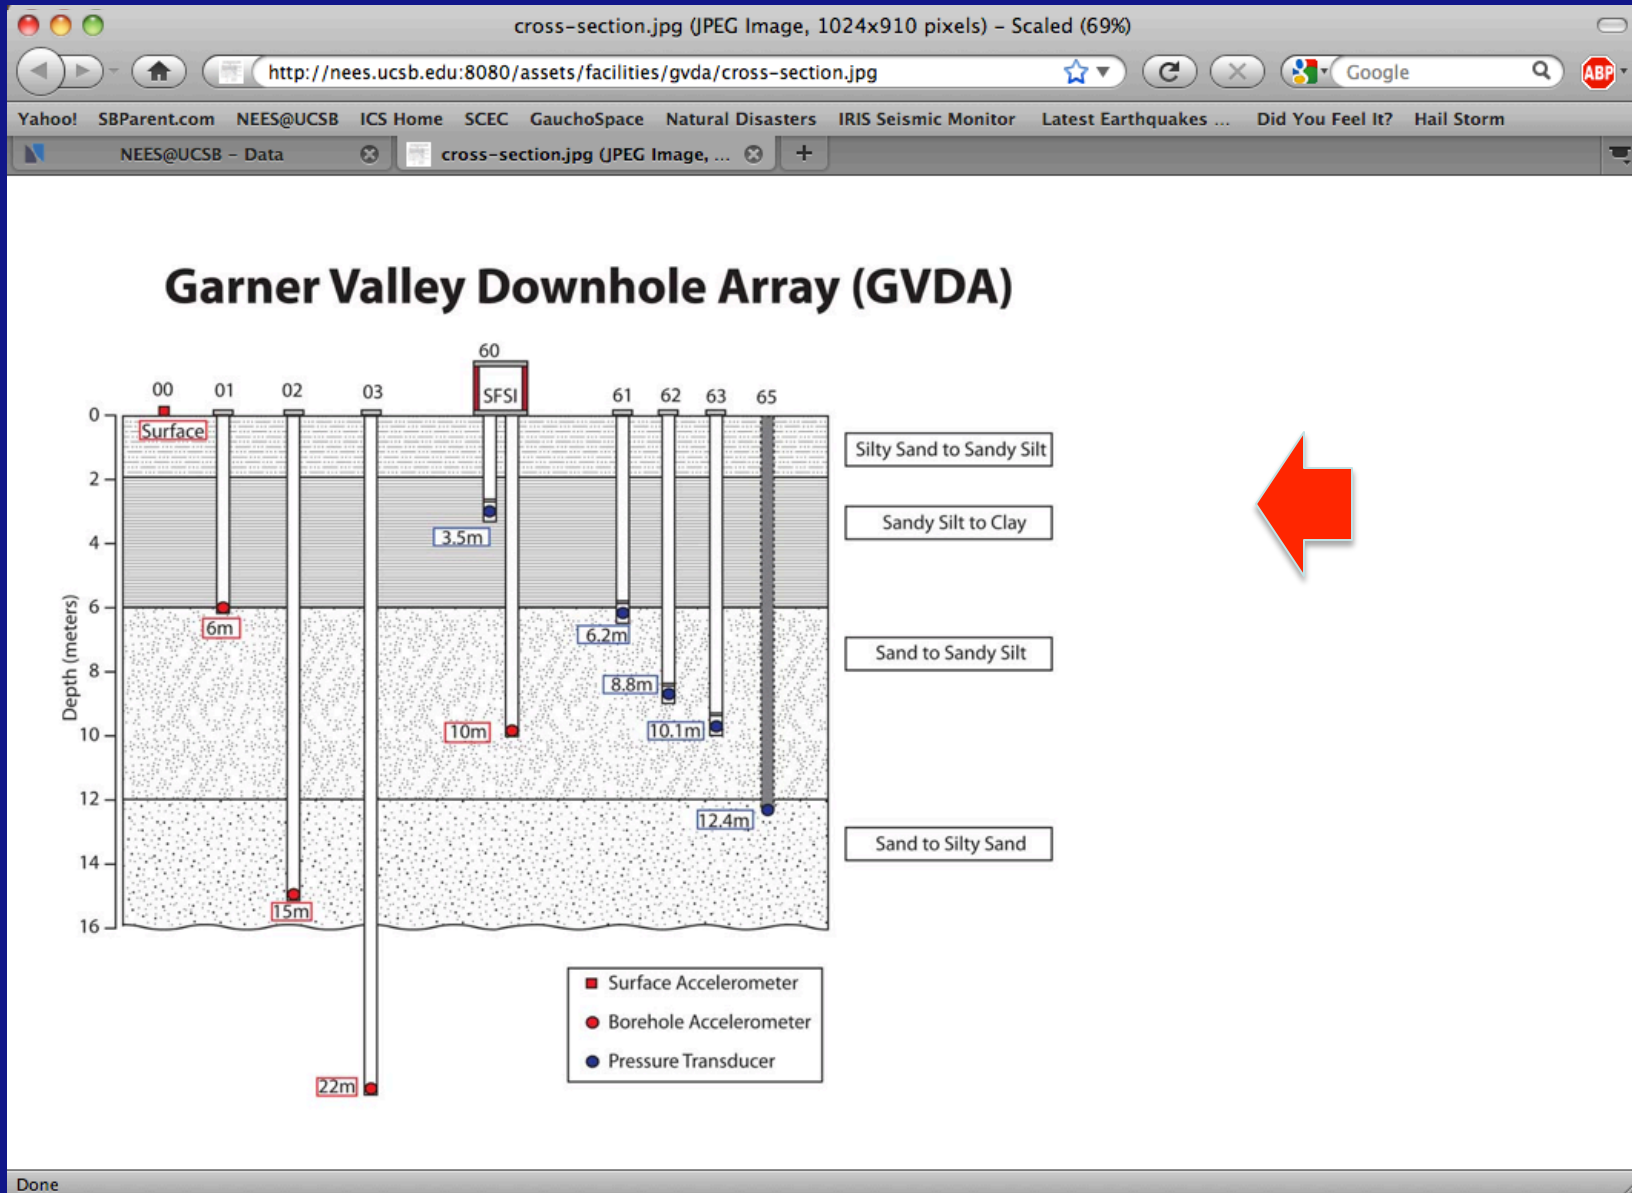 cross-section.jpg (JPEG Image, 1024x910 pixels) – Scaled (69%)
http://nees.ucsb.edu:8080/assets/facilities/gvda/cross-section.jpg
Google
ABP
Yahoo! SBParent.com NEES@UCSB ICS Home SCEC GauchoSpace Natural Disasters IRIS Seismic Monitor Latest Earthquakes ... Did You Feel It? Hail Storm
NEES@UCSB – Data
cross-section.jpg (JPEG Image, ...
Garner Valley Downhole Array (GVDA)
60
00 01 02 03 SFSI 61 62 63 65
0
Surface
Silty Sand to Sandy Silt
2
Sandy Silt to Clay
3.5m
4
6
6m
6.2m
Sand to Sandy Silt
8
8.8m
10m
10.1m
10
12
12.4m
Sand to Silty Sand
14
15m
16
Depth (meters)
Surface Accelerometer
Borehole Accelerometer
Pressure Transducer
22m
Done